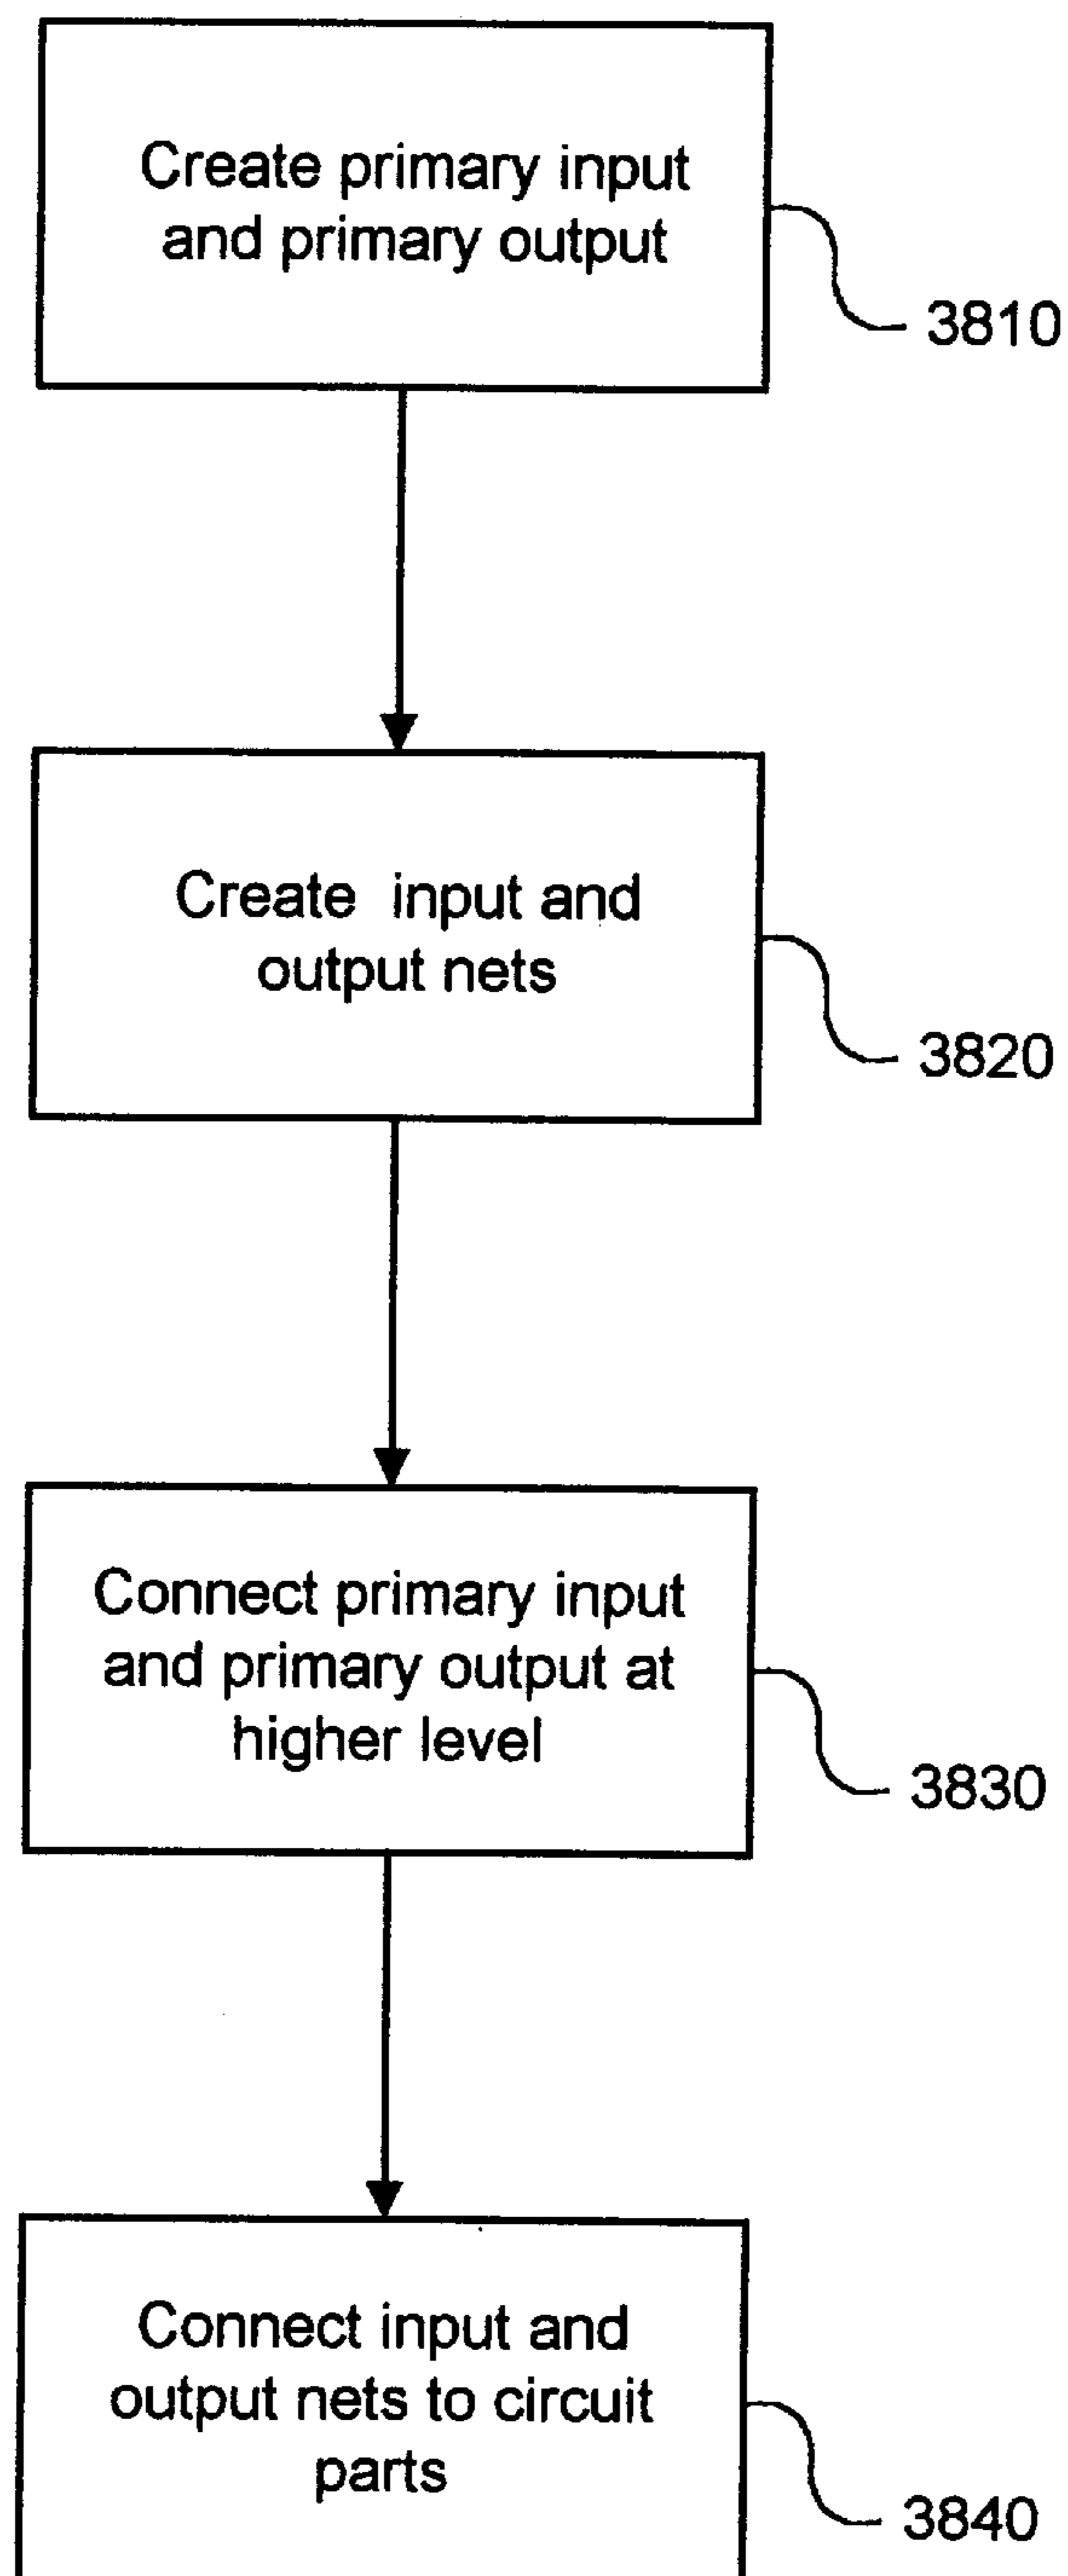 Create primary input
and primary output
3810
Create input and
output nets
3820
Connect primary input
and primary output at
higher level
3830
Connect input and
output nets to circuit
parts
3840